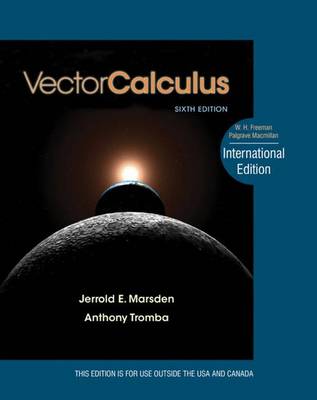 VectorCalculus
SIXTH EDITION
W. H. Freeman
Palgrave Macmillan
International
Edition
Jerrold E. Marsden
Anthony Tromba
THIS EDITION IS FOR USE OUTSIDE THE USA AND CANADA